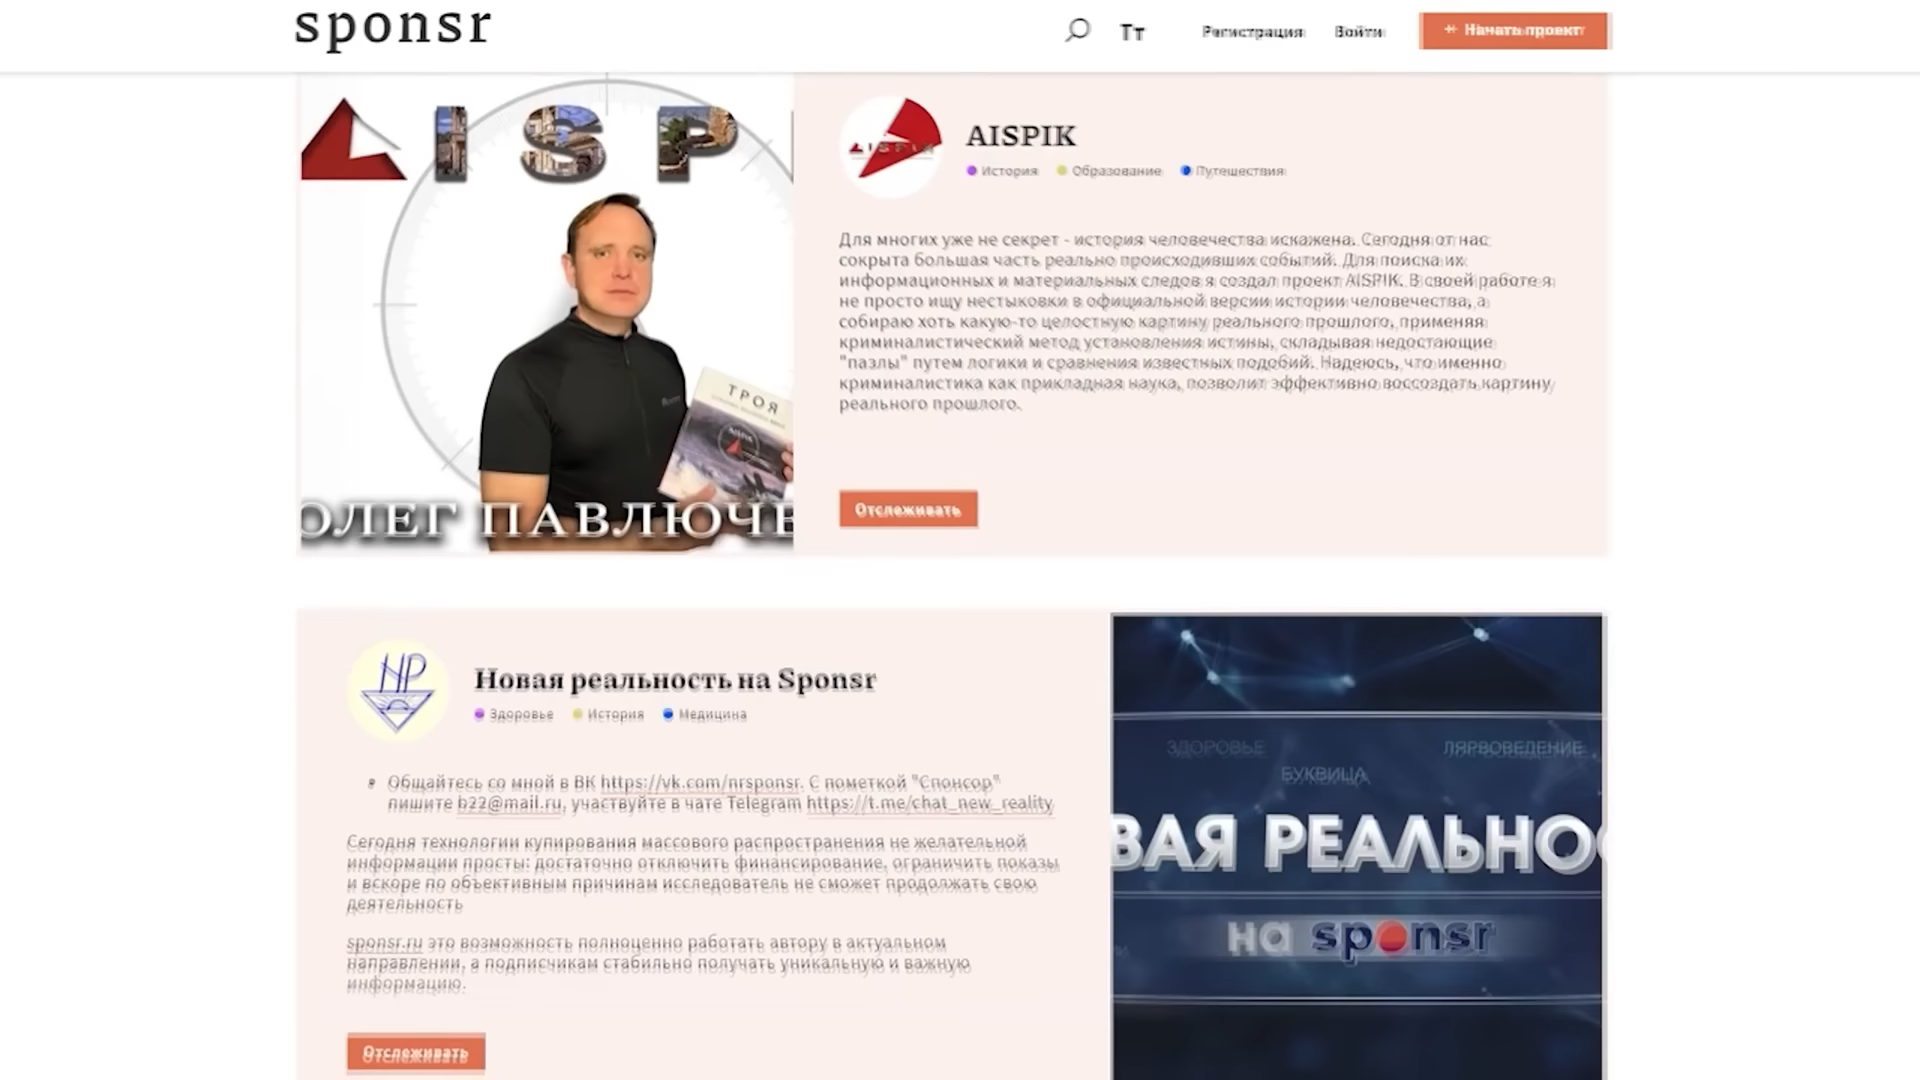 sponsr
Тт
Регистрация
Войти
+ Начать проект
AISP
ТРОЯ
ОЛЕГ ПАВЛЮЧЕ
AISPIK
AISPIK
История
Образование
Путешествия
Для многих уже не секрет - история человечества искажена. Сегодня от нас
сокрыта большая часть реально происходивших событий. Для поиска их
информационных и материальных следов я создал проект AISPIK. В своей работе я
не просто ищу нестыковки в официальной версии истории человечества, а
собираю хоть какую-то целостную картину реального прошлого, применяя
криминалистический метод установления истины, складывая недостающие
"пазлы" путем логики и сравнения известных подобий. Надеюсь, что именно
криминалистика как прикладная наука, позволит эффективно воссоздать картину
реального прошлого.
Отслеживать
НР
Новая реальность на Sponsr
Здоровье
История
Медицина
• Общайтесь со мной в ВК https://vk.com/nrsponsr. С пометкой "Спонсор"
пишите b22@mail.ru, участвуйте в чате Telegram https://t.me/chat_new_reality
Сегодня технологии купирования массового распространения не желательной
информации просты: достаточно отключить финансирование, ограничить показы
и вскоре по объективным причинам исследователь не сможет продолжать свою
деятельность
sponsr.ru это возможность полноценно работать автору в актуальном
направлении, а подписчикам стабильно получать уникальную и важную
информацию.
Отслеживать
ЗДОРОВЬЕ
ЛЯРВОВЕДЕНИЕ
БУКВИЦА
ВАЯ РЕАЛЬНО
на sponsr